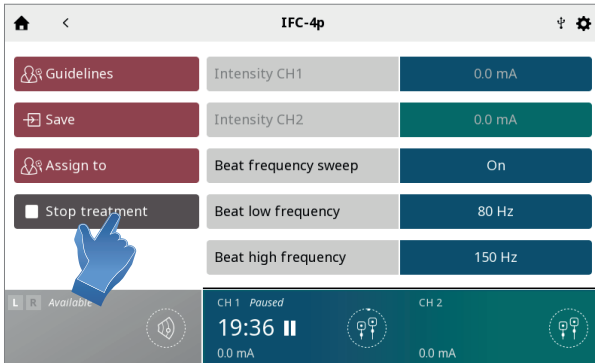 IFC-4p
Guidelines
Intensity CH1 0.0 mA
Save
Intensity CH2 0.0 mA
Assign to
Beat frequency sweep On
Stop treatment
Beat low frequency 80 Hz
Beat high frequency 150 Hz
L R Available
CH 1 Paused
CH 2
19:36
0.0 mA
0.0 mA